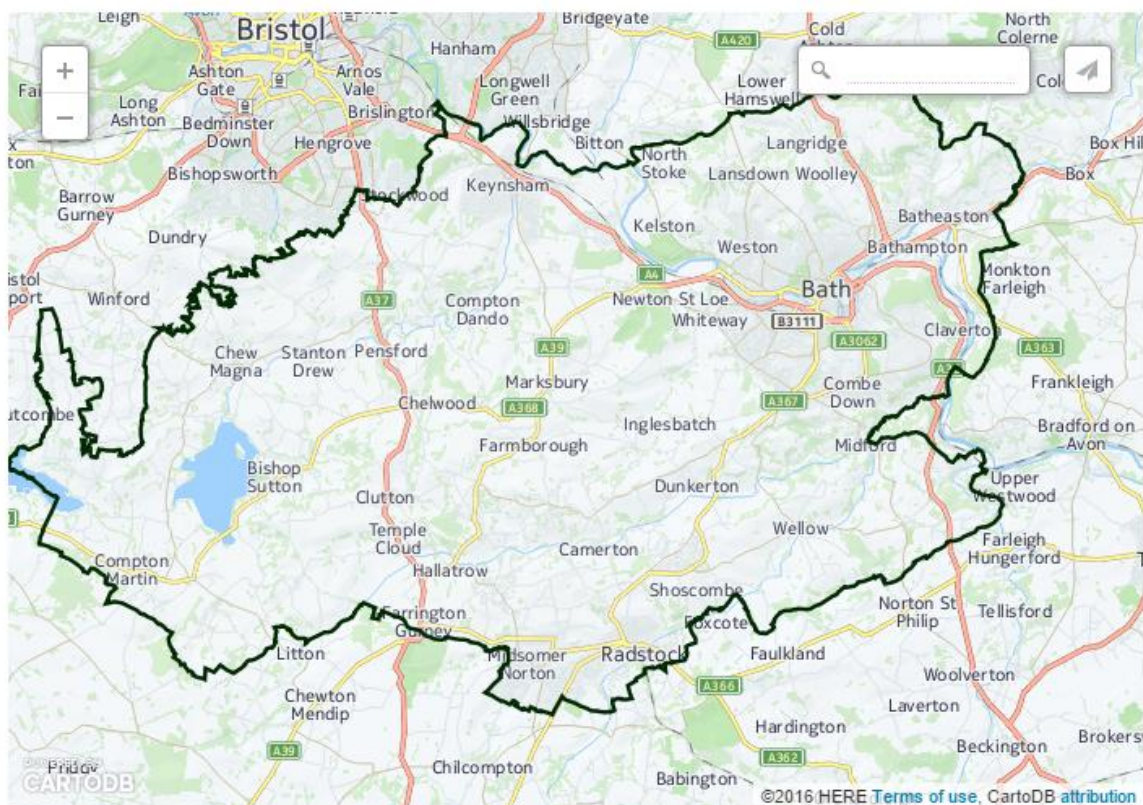 Leigh
Bristol
Bridgeyate
Cold
Ashton
North
Colerne
Hanham
A420
+
−
Ashton
Gate
Arnos
Vale
Longwell
Green
Lower
Hamswell
Long
Ashton
Brislington
Willsbridge
Bedminster
Down
Hengrove
Bitton
Langridge
Box
Bishopsworth
Stockwood
Keynsham
North
Stoke
Lansdown Woolley
Barrow
Gurney
Kelston
Batheaston
Dundry
Weston
Bathampton
Winford
A4
Bath
Monkton
Farleigh
A37
Compton
Dando
Newton St Loe
Whiteway
B3111
Claverton
Chew
Magna
Stanton
Drew
Pensford
A39
A3062
A363
Marksbury
Combe
Down
Frankleigh
Chelwood
A368
A367
Inglesbatch
Bradford on
Avon
Farmborough
Midford
Bishop
Sutton
Clutton
Dunkerton
Upper
Westwood
Temple
Cloud
Wellow
Camerton
Farleigh
Hungerford
Compton
Martin
Hallatrow
Shoscombe
Norton St
Philip
Tellisford
Farrington
Gurney
Foxcote
Litton
Midsomer
Norton
Radstock
Faulkland
Woolverton
Chewton
Mendip
A366
Laverton
Hardington
A39
A362
Beckington
Priddy
CARTODB
Chilcompton
Babington
©2016 HERE Terms of use, CartoDB attribution